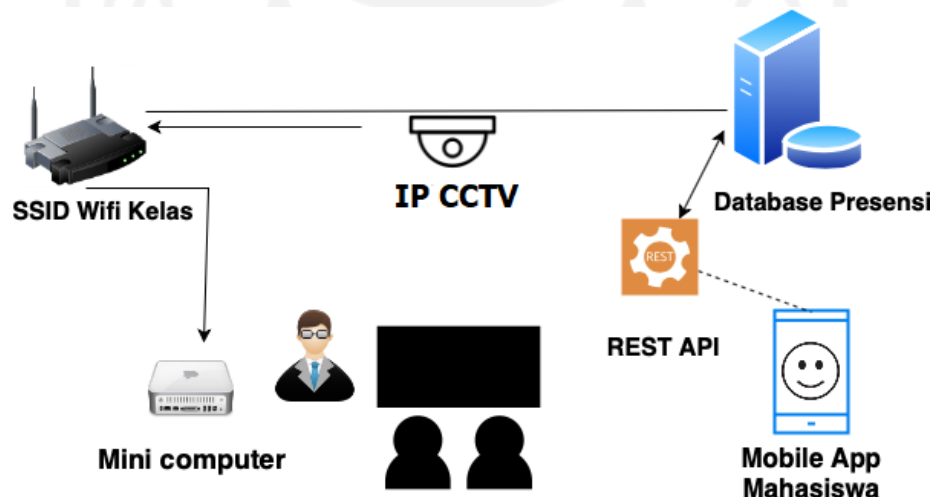 IP CCTV
SSID Wifi Kelas
Database Presensi
REST
REST API
Mini computer
Mobile App
Mahasiswa